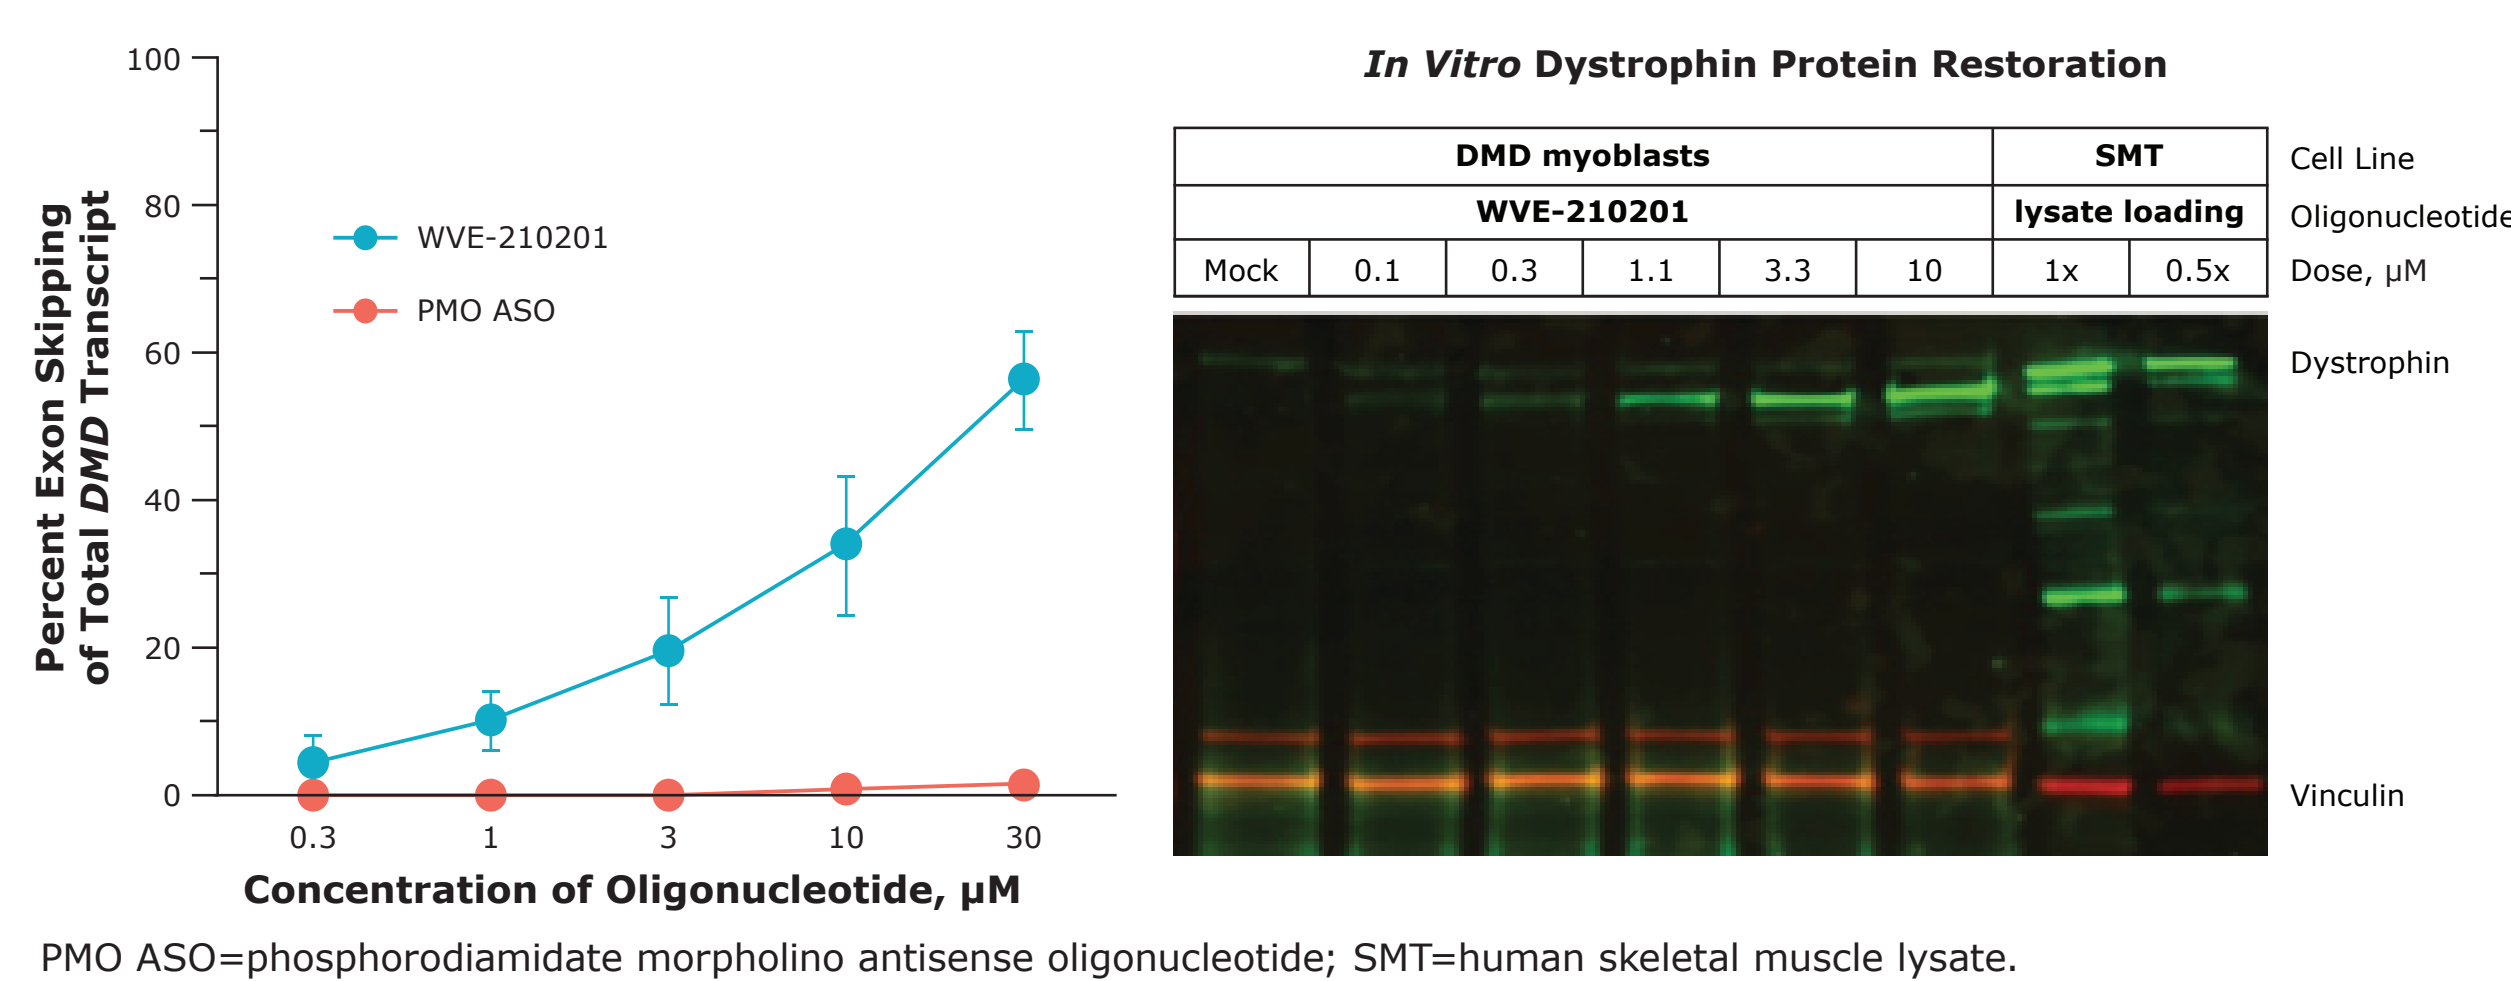 Percent Exon Skipping
of Total DMD Transcript
100
80
60
40
20
0
WVE-210201
PMO ASO
0.3 1 3 10 30
Concentration of Oligonucleotide, µM
In Vitro Dystrophin Protein Restoration
DMD myoblasts SMT Cell Line
WVE-210201 lysate loading Oligonucleotide
Mock 0.1 0.3 1.1 3.3 10 1x 0.5x Dose, µM
Dystrophin
Vinculin
PMO ASO=phosphorodiamidate morpholino antisense oligonucleotide; SMT=human skeletal muscle lysate.